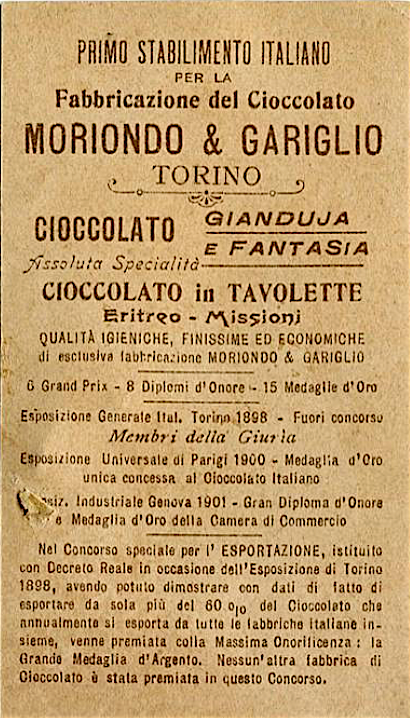 PRIMO STABILIMENTO ITALIANO
PER LA
Fabbricazione del Cioccolato
MORIONDO & GARIGLIO
TORINO
CIOCCOLATO GIANDUJA
E FANTASIA
Assoluta Specialità
CIOCCOLATO in TAVOLETTE
Eritreo - Missioni
QUALITÀ IGIENICHE, FINISSIME ED ECONOMICHE
di esclusiva fabbricazione MORIONDO & GARIGLIO
6 Grand Prix - 8 Diplomi d'Onore - 15 Medaglie d'Oro
Esposizione Generale Ital. Torino 1898 - Fuori concorso
Membri della Giuria
Esposizione Universale di Parigi 1900 - Medaglia d'Oro
unica concessa al Cioccolato Italiano
osiz. Industriale Genova 1901 - Gran Diploma d'Onore
e Medaglia d'Oro della Camera di Commercio
Nel Concorso speciale per l' ESPORTAZIONE, istituito
con Decreto Reale in occasione dell'Esposizione di Torino
1898, avendo potuto dimostrare con dati di fatto di
esportare da sola più del 60 o|o del Cioccolato che
annualmente si esporta da tutte le fabbriche italiane in-
sieme, venne premiata colla Massima Onorificenza : la
Grande Medaglia d'Argento. Nessun'altra fabbrica di
Cioccolato è stata premiata in questo Concorso.